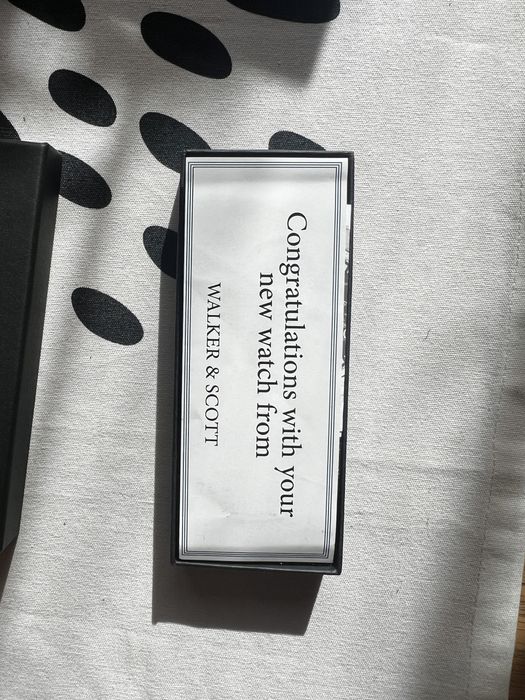 Congratulations with your
new watch from
WALKER & SCOTT